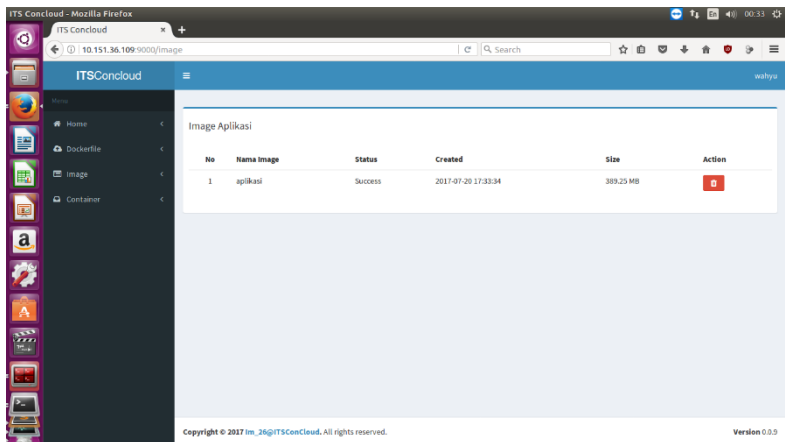 ITS Concloud - Mozilla Firefox
En
00:33
ITS Concloud
10.151.36.109:9000/image
Search
ITSConcloud
wahyu
Menu
Home
Dockerfile
Image
Container
Image Aplikasi
No Nama Image Status Created Size Action
1 aplikasi Success 2017-07-20 17:33:34 389.25 MB
Copyright © 2017 lm_26@ITSConCloud. All rights reserved.
Version 0.0.9